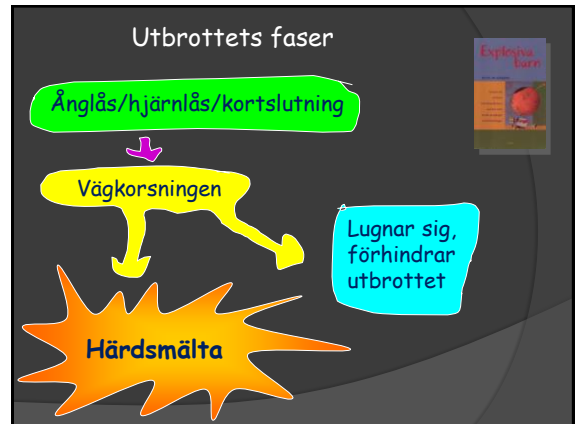 Utbrottets faser
Explosiva
barn
Ånglås/hjärnlås/kortslutning
Vägkorsningen
Lugnar sig,
förhindrar
utbrottet
Härdsmälta